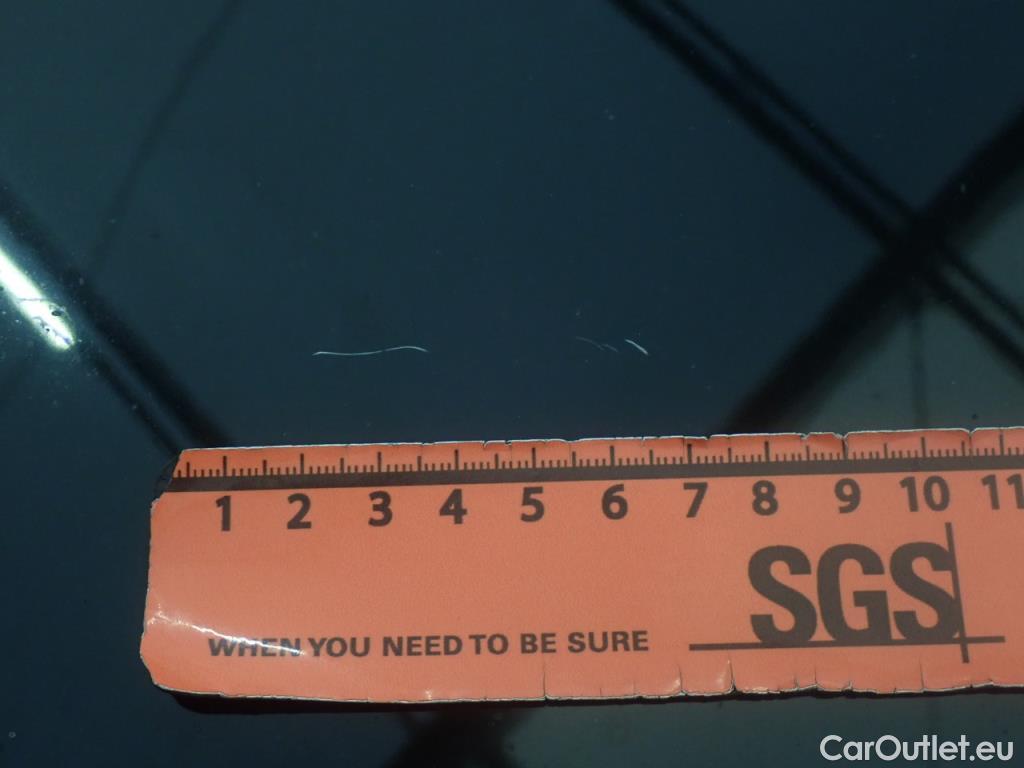 1 2 3 4 5 6 7 8 9 10 11
SGS
WHEN YOU NEED TO BE SURE
CarOutlet.eu